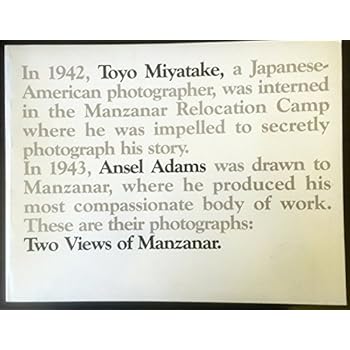 In 1942, Toyo Miyatake, a Japanese-
American photographer, was interned
in the Manzanar Relocation Camp
where he was impelled to secretly
photograph his story.
In 1943, Ansel Adams was drawn to
Manzanar, where he produced his
most compassionate body of work.
These are their photographs:
Two Views of Manzanar.